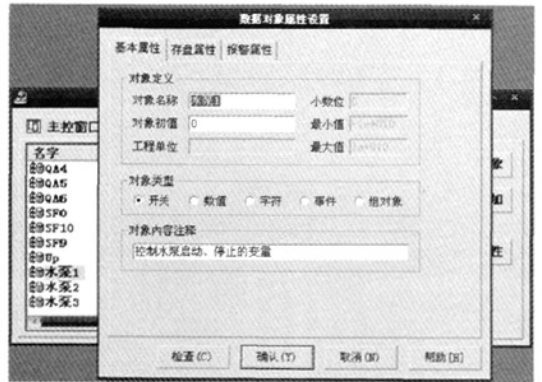 数据对象属性设置
基本属性 存盘属性 报警属性
对象定义
对象名称
小数位
对象初值 0
最小值
工程单位
最大值
对象类型
开关 数值 字符 事件 组对象
对象内容注释
控制水泵启动、停止的变量
检查(C) 确认(Y) 取消(N) 帮助[H]
主控窗口
名字
QA4
QA5
QA6
SF0
SF10
SF9
Up
水泵1
水泵2
水泵3
象
加
性